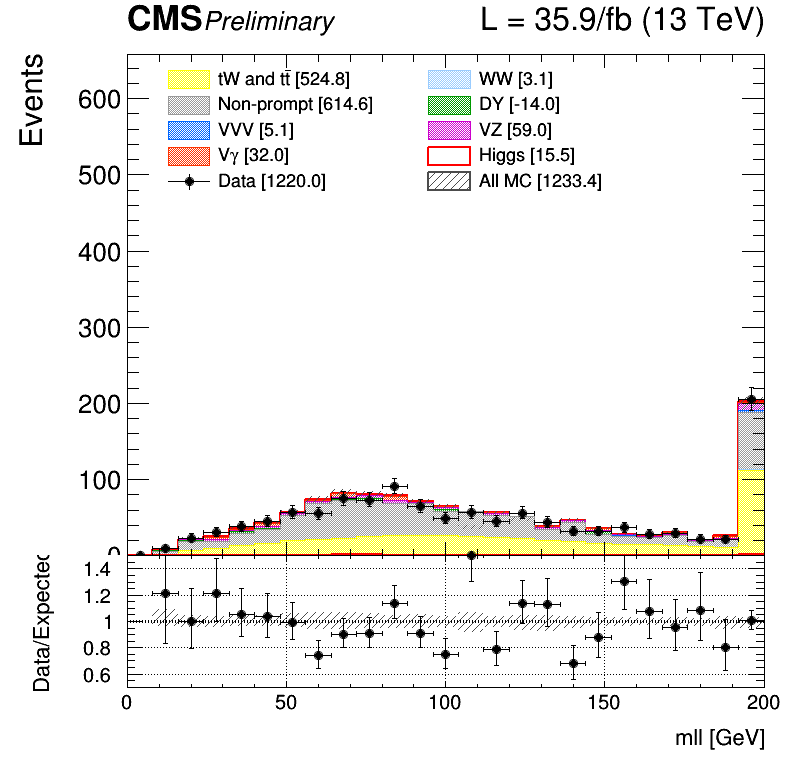 CMS Preliminary L = 35.9/fb (13 TeV)
Events
600
500
400
300
200
100
0
tW and tt̄ [524.8]
Non-prompt [614.6]
VVV [5.1]
Vγ [32.0]
Data [1220.0]
WW [3.1]
DY [-14.0]
VZ [59.0]
Higgs [15.5]
All MC [1233.4]
Data/Expected
1.4
1.2
1
0.8
0.6
0 50 100 150 200
mll [GeV]